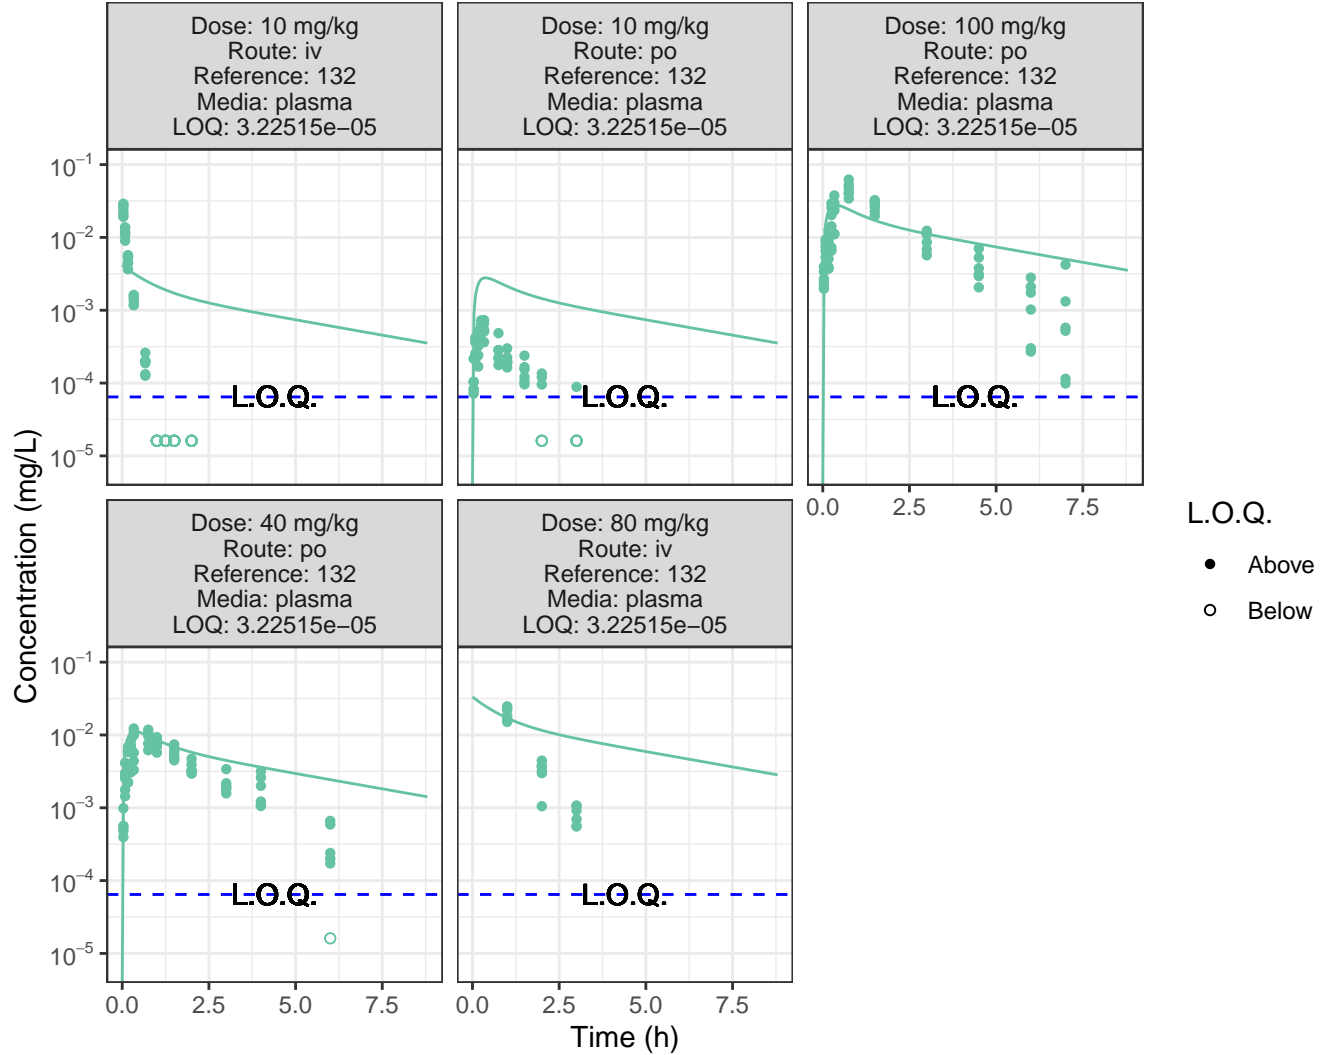 Dose: 10 mg/kg
Route: iv
Reference: 132
Media: plasma
LOQ: 3.22515e−05
Dose: 10 mg/kg
Route: po
Reference: 132
Media: plasma
LOQ: 3.22515e−05
Dose: 100 mg/kg
Route: po
Reference: 132
Media: plasma
LOQ: 3.22515e−05
10⁻¹
10⁻²
10⁻³
10⁻⁴
10⁻⁵
L.O.Q.
L.O.Q.
L.O.Q.
0.0 2.5 5.0 7.5
Concentration (mg/L)
Dose: 40 mg/kg
Route: po
Reference: 132
Media: plasma
LOQ: 3.22515e−05
Dose: 80 mg/kg
Route: iv
Reference: 132
Media: plasma
LOQ: 3.22515e−05
10⁻¹
10⁻²
10⁻³
10⁻⁴
10⁻⁵
L.O.Q.
L.O.Q.
0.0 2.5 5.0 7.5
0.0 2.5 5.0 7.5
Time (h)
L.O.Q.
Above
Below